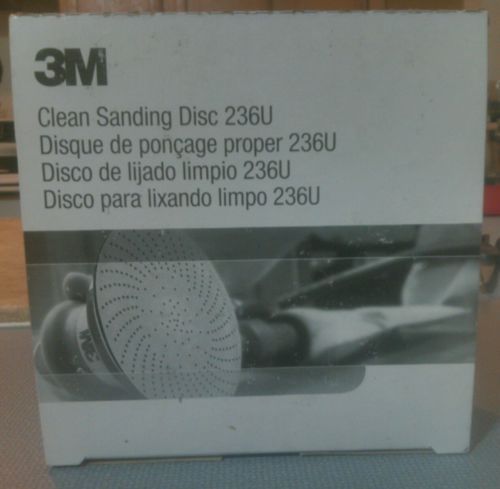 3M
Clean Sanding Disc 236U
Disque de ponçage proper 236U
Disco de lijado limpio 236U
Disco para lixando limpo 236U
3M